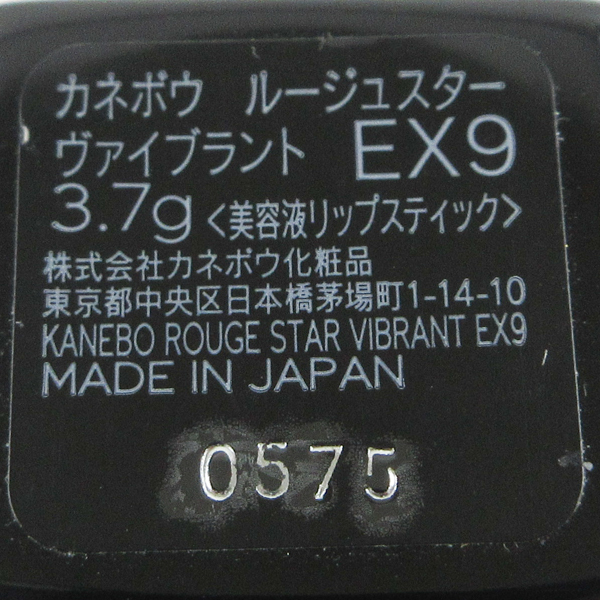 カネボウ ルージュスター
ヴァイブラント EX9
3.7g <美容液リップスティック>
株式会社カネボウ化粧品
東京都中央区日本橋茅場町1-14-10
KANEBO ROUGE STAR VIBRANT EX9
MADE IN JAPAN
0575